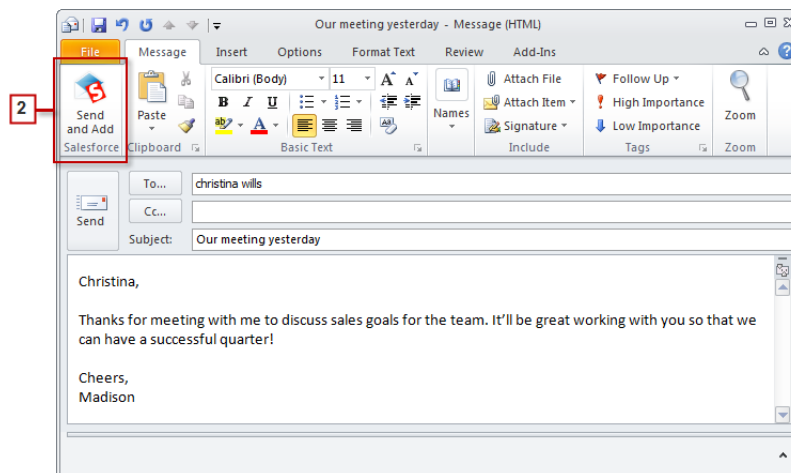 Our meeting yesterday - Message (HTML)
File Message Insert Options Format Text Review Add-Ins
2
Send and Add
Salesforce
Paste
Clipboard
Calibri (Body) 11 A A
B I U
ab A
Basic Text
Names
Attach File
Attach Item
Signature
Include
Follow Up
High Importance
Low Importance
Tags
Zoom
Zoom
Send
To... christina wills
Cc...
Subject: Our meeting yesterday
Christina,
Thanks for meeting with me to discuss sales goals for the team. It’ll be great working with you so that we
can have a successful quarter!
Cheers,
Madison